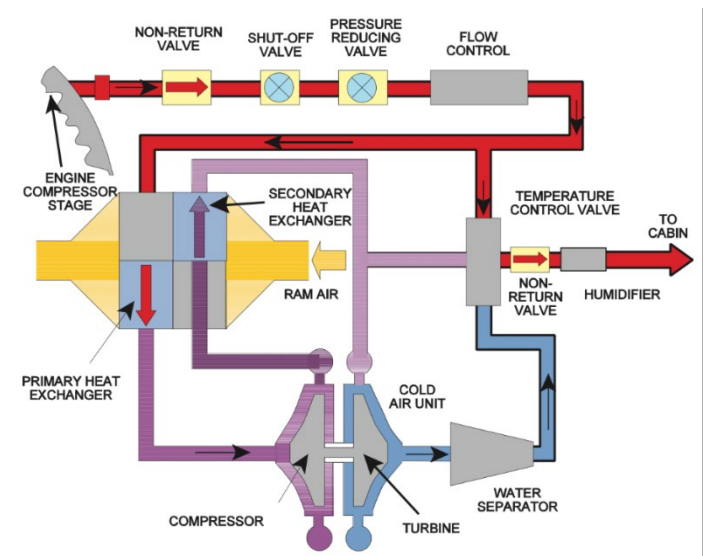 NON-RETURN
VALVE
SHUT-OFF
VALVE
PRESSURE
REDUCING
VALVE
FLOW
CONTROL
ENGINE
COMPRESSOR
STAGE
SECONDARY
HEAT
EXCHANGER
TEMPERATURE
CONTROL VALVE
TO
CABIN
RAM AIR
NON-
RETURN
VALVE
HUMIDIFIER
PRIMARY HEAT
EXCHANGER
COLD
AIR UNIT
COMPRESSOR
TURBINE
WATER
SEPARATOR